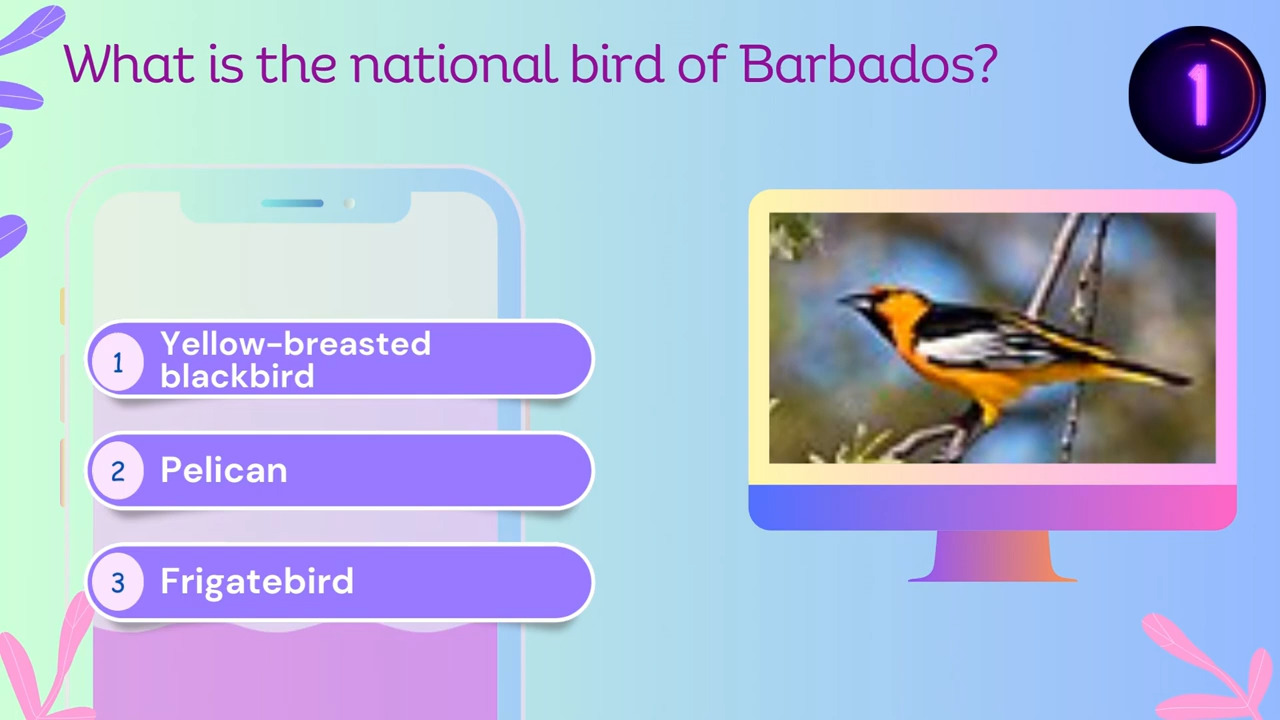 What is the national bird of Barbados?
1
1
Yellow-breasted
blackbird
2
Pelican
3
Frigatebird